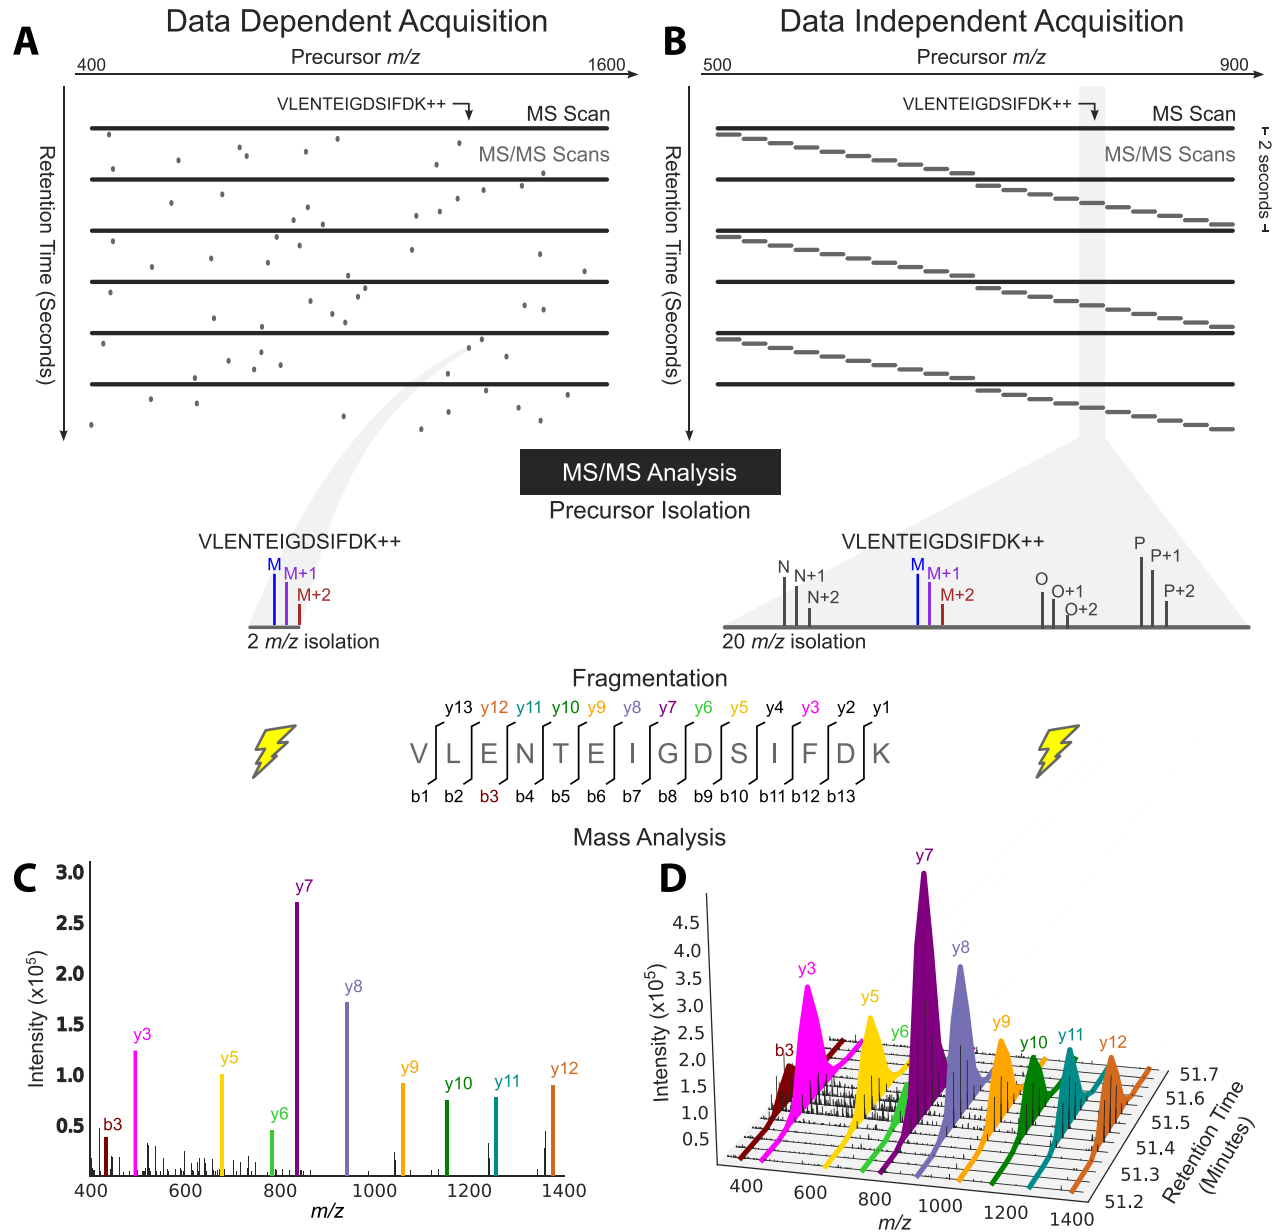 A
Data Dependent Acquisition
Precursor m/z
400
1600
VLENTEIGDSIFDK++
MS Scan
MS/MS Scans
Retention Time (Seconds)
B
Data Independent Acquisition
Precursor m/z
500
900
VLENTEIGDSIFDK++
MS Scan
MS/MS Scans
2 seconds
Retention Time (Seconds)
MS/MS Analysis
Precursor Isolation
VLENTEIGDSIFDK++
M
M+1
M+2
2 m/z isolation
VLENTEIGDSIFDK++
N
N+1
N+2
M
M+1
M+2
O
O+1
O+2
P
P+1
P+2
20 m/z isolation
Fragmentation
y13 y12 y11 y10 y9 y8 y7 y6 y5 y4 y3 y2 y1
V L E N T E I G D S I F D K
b1 b2 b3 b4 b5 b6 b7 b8 b9 b10 b11 b12 b13
Mass Analysis
C
Intensity (x10⁵)
3.0
2.5
2.0
1.5
1.0
0.5
b3
y3
y5
y6
y7
y8
y9
y10
y11
y12
400 600 800 1000 1200 1400
m/z
D
Intensity (x10⁵)
4.5
4.0
3.5
3.0
2.5
2.0
1.5
1.0
0.5
b3
y3
y5
y6
y7
y8
y9
y10
y11
y12
400 600 800 1000 1200 1400
m/z
51.7
51.6
51.5
51.4
51.3
51.2
Retention Time
(Minutes)